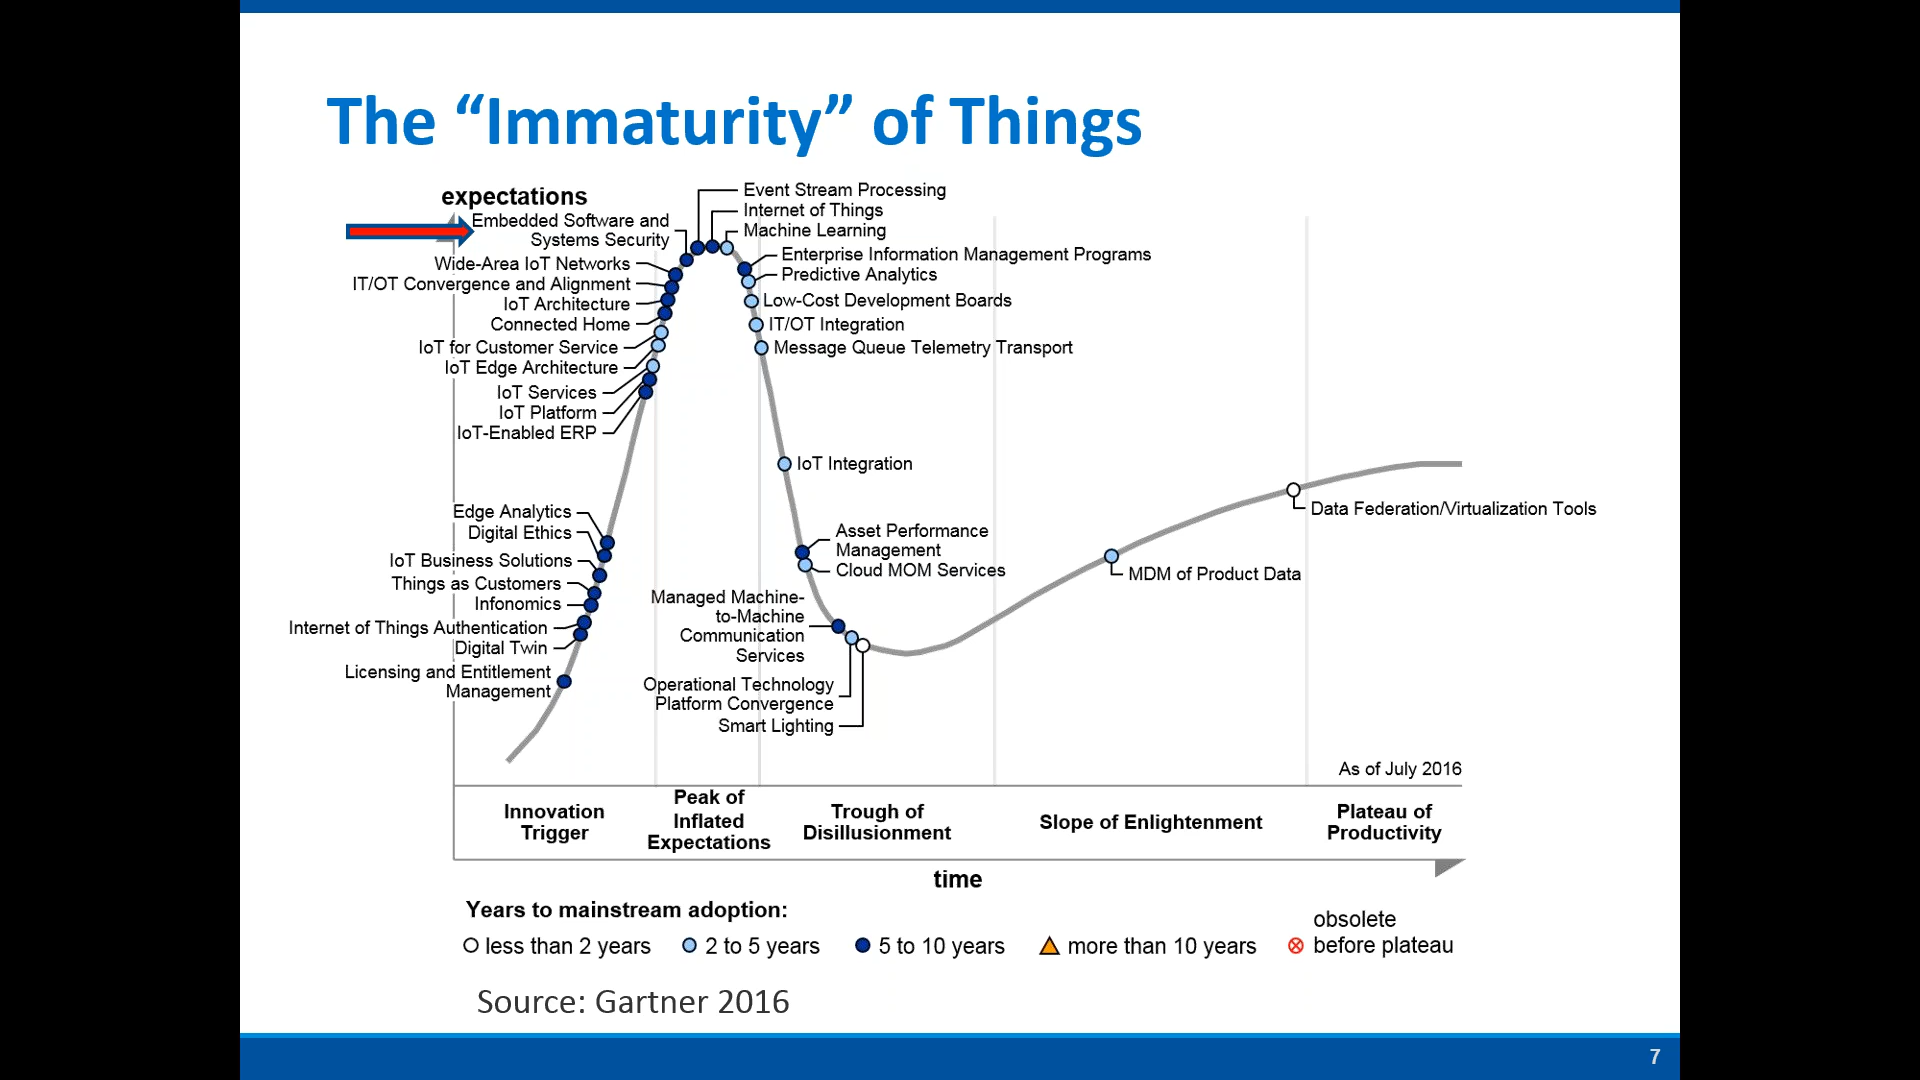 The “Immaturity” of Things
expectations
Event Stream Processing
Internet of Things
Machine Learning
Embedded Software and
Systems Security
Enterprise Information Management Programs
Wide-Area IoT Networks
Predictive Analytics
IT/OT Convergence and Alignment
Low-Cost Development Boards
IoT Architecture
Connected Home
IT/OT Integration
IoT for Customer Service
Message Queue Telemetry Transport
IoT Edge Architecture
IoT Services
IoT Platform
IoT-Enabled ERP
IoT Integration
Edge Analytics
Digital Ethics
IoT Business Solutions
Things as Customers
Infonomics
Internet of Things Authentication
Digital Twin
Licensing and Entitlement
Management
Asset Performance
Management
Cloud MOM Services
Managed Machine-
to-Machine
Communication
Services
Operational Technology
Platform Convergence
Smart Lighting
MDM of Product Data
Data Federation/Virtualization Tools
As of July 2016
Innovation
Trigger
Peak of
Inflated
Expectations
Trough of
Disillusionment
Slope of Enlightenment
Plateau of
Productivity
time
Years to mainstream adoption:
less than 2 years
2 to 5 years
5 to 10 years
more than 10 years
obsolete
before plateau
Source: Gartner 2016
7